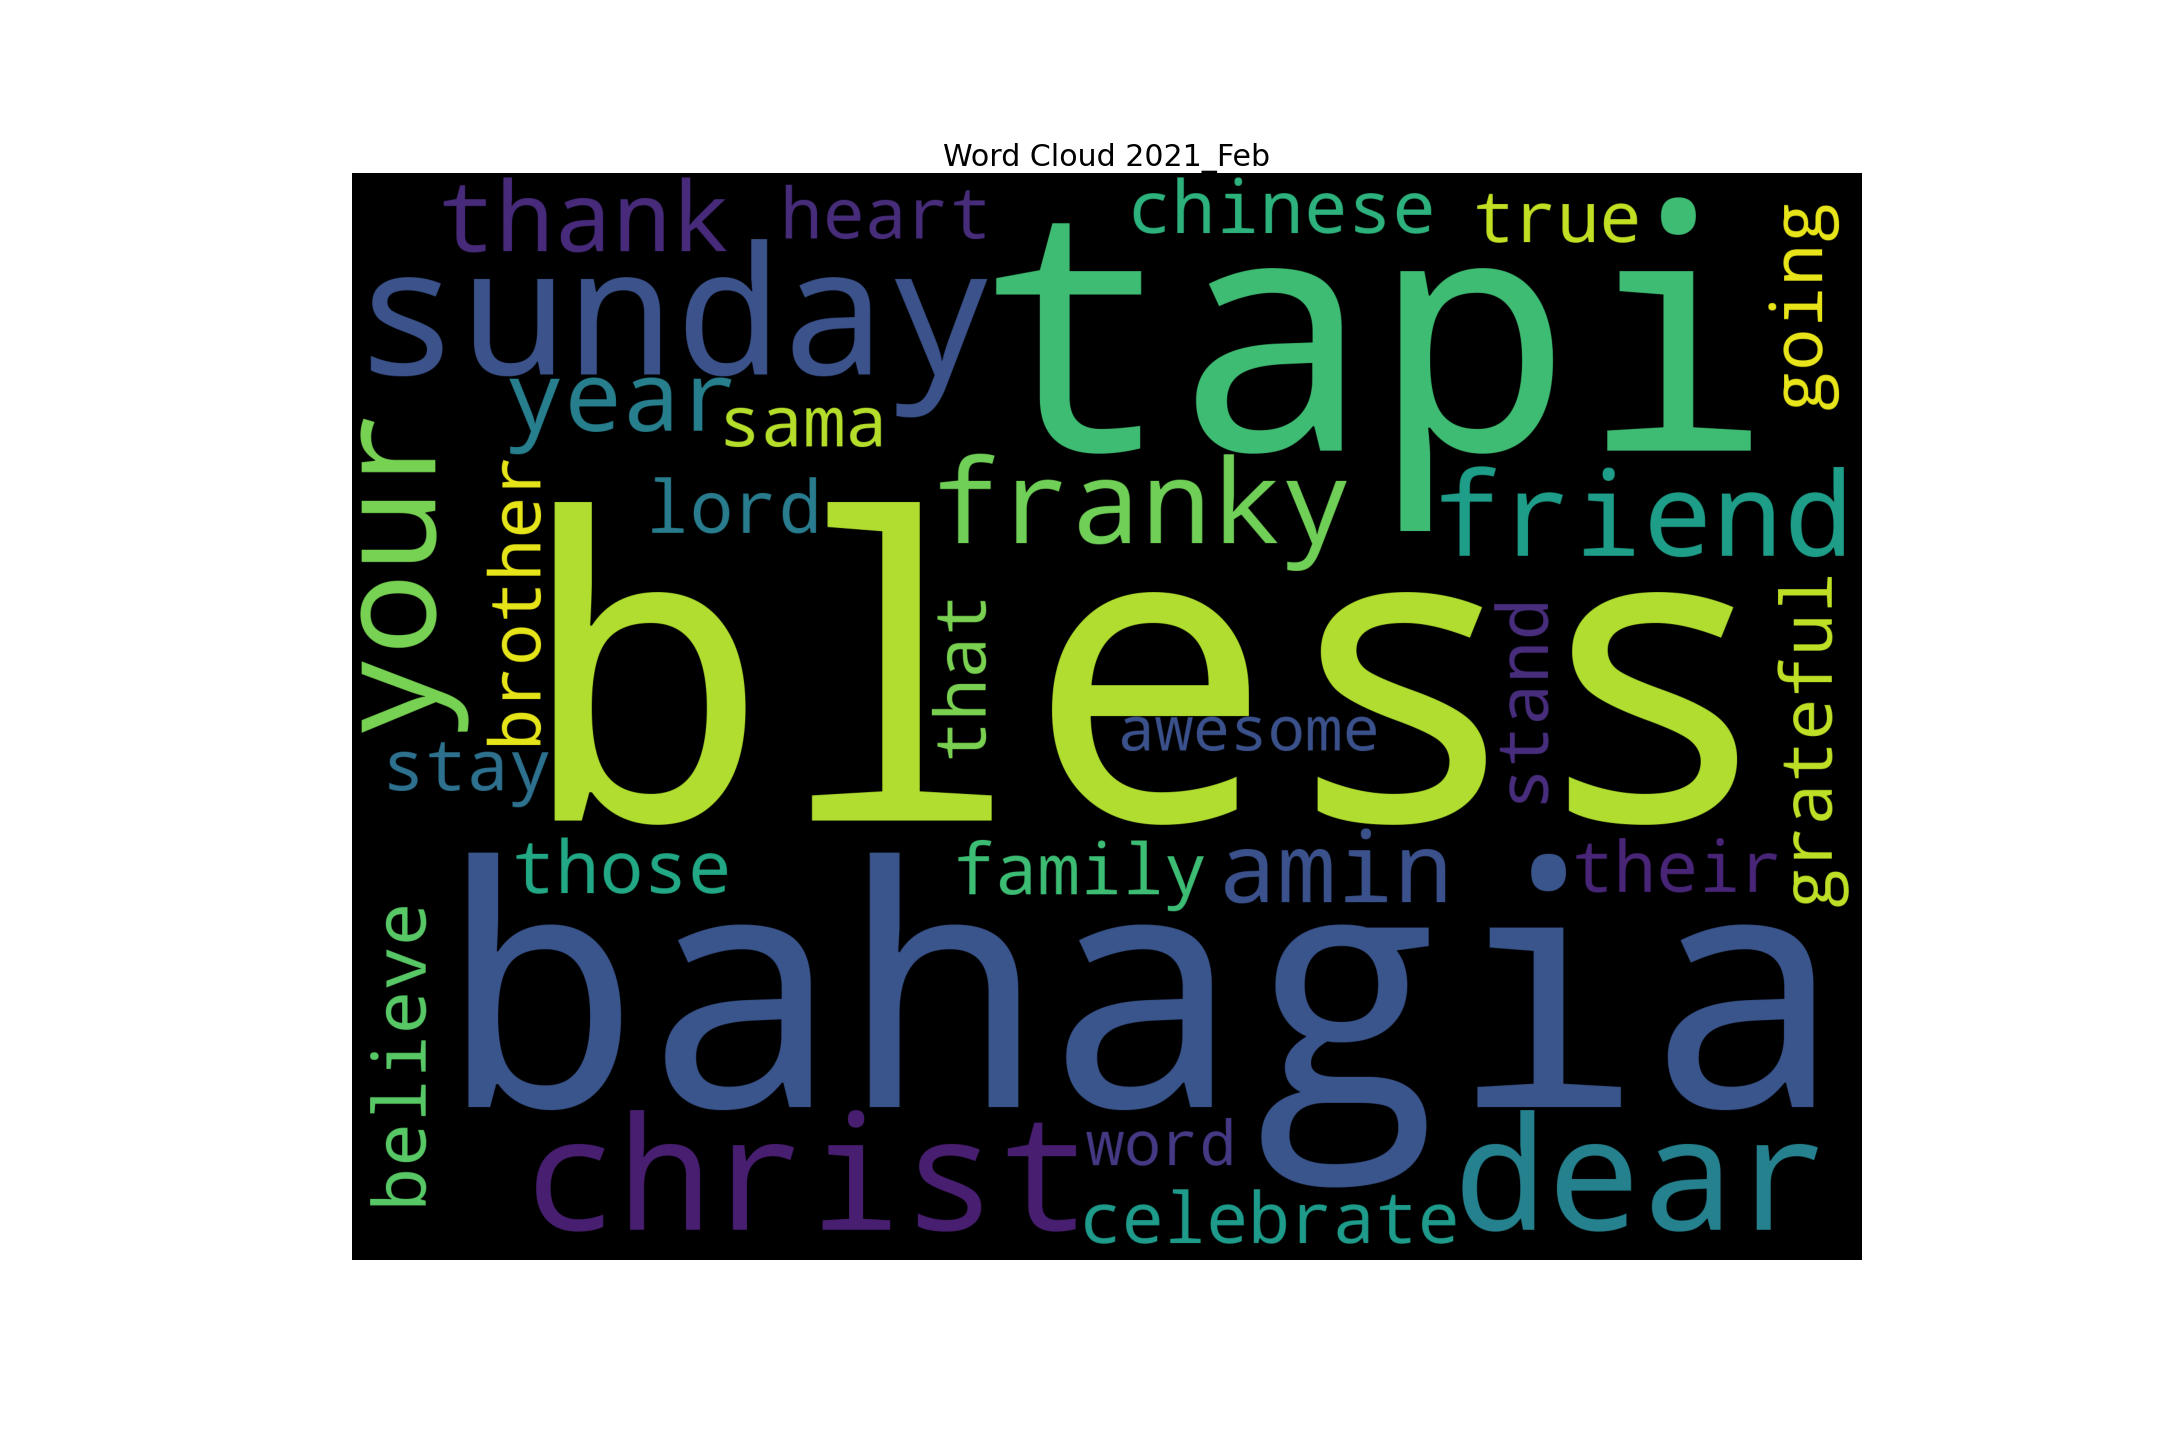 Word Cloud 2021_Feb
thank
heart
chinese
true
going
sunday
tapi
year
sama
your
brother
lord
franky
friend
bless
that
awesome
stand
grateful
stay
those
family
amin
their
believe
bahagia
christ
word
celebrate
dear